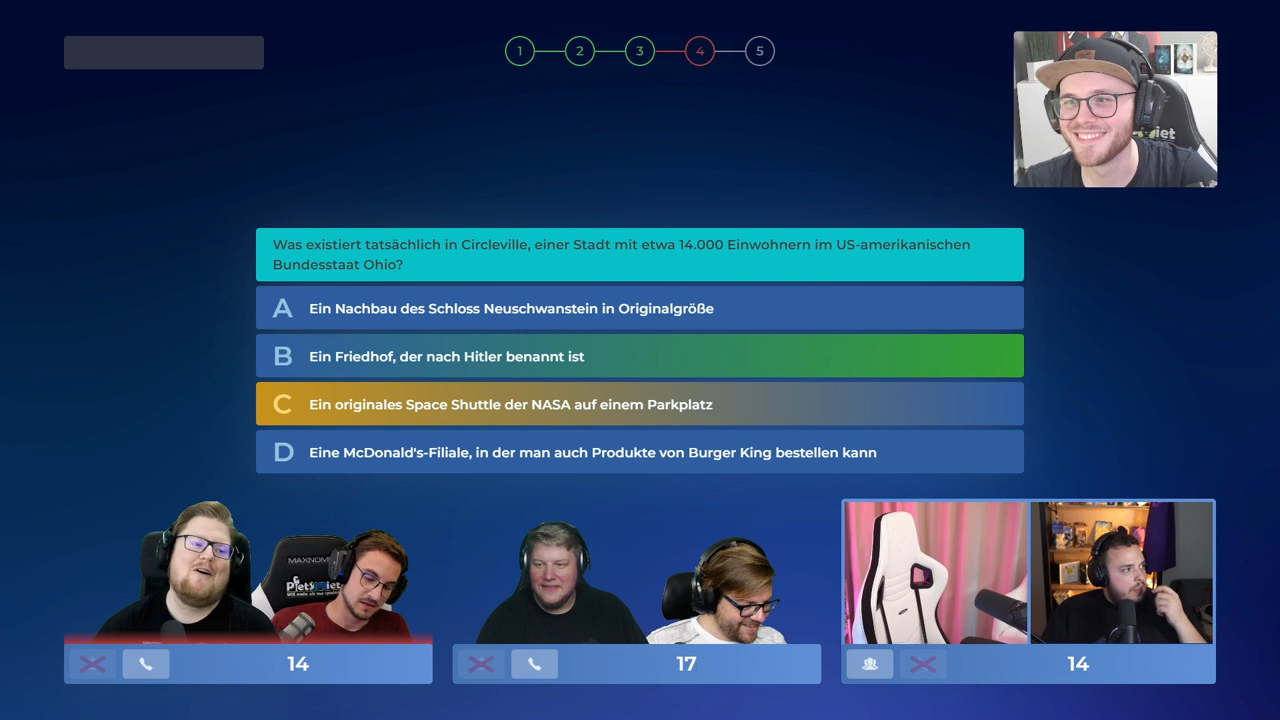 1 2 3 4 5
Was existiert tatsächlich in Circleville, einer Stadt mit etwa 14.000 Einwohnern im US-amerikanischen
Bundesstaat Ohio?
A Ein Nachbau des Schloss Neuschwanstein in Originalgröße
B Ein Friedhof, der nach Hitler benannt ist
C Ein originales Space Shuttle der NASA auf einem Parkplatz
D Eine McDonald's-Filiale, in der man auch Produkte von Burger King bestellen kann
MAXNOM
14
17
14